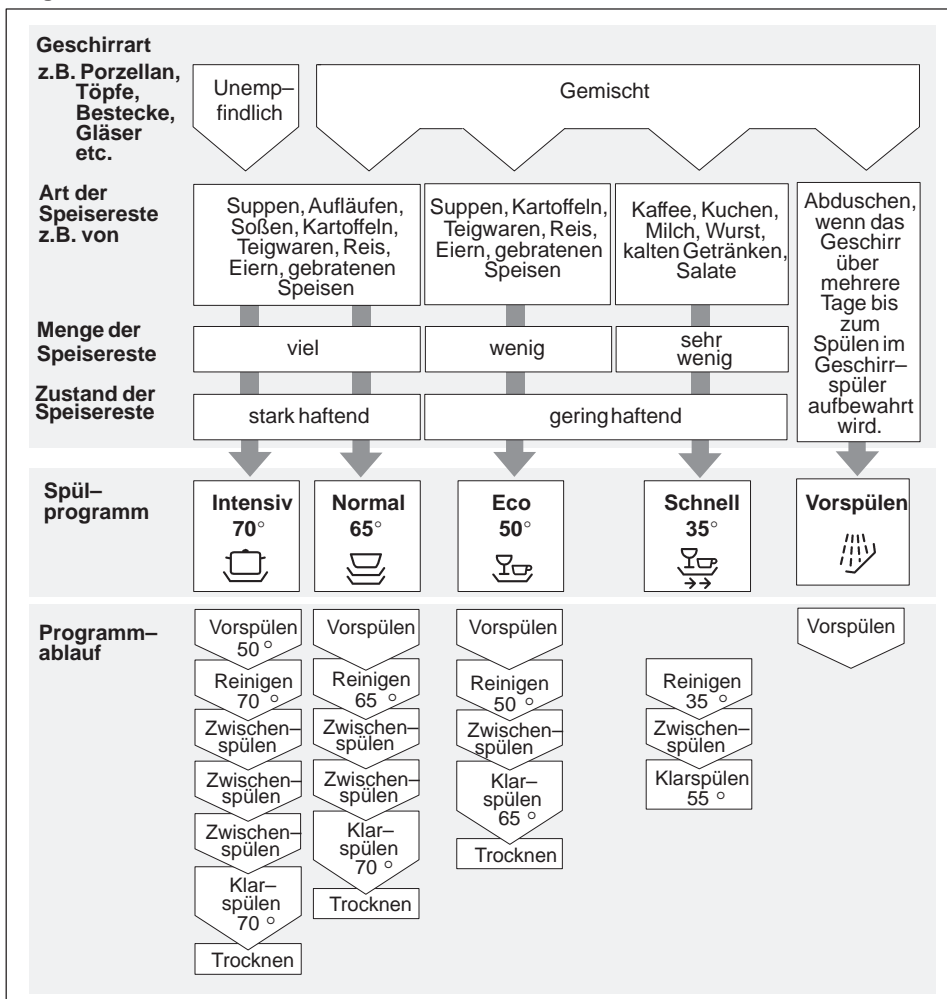 Geschirrart
z.B. Porzellan,
Töpfe,
Bestecke,
Gläser
etc.
Unemp–
findlich
Gemischt
Art der
Speisereste
z.B. von
Suppen, Aufläufen,
Soßen, Kartoffeln,
Teigwaren, Reis,
Eiern, gebratenen
Speisen
Suppen, Kartoffeln,
Teigwaren, Reis,
Eiern, gebratenen
Speisen
Kaffee, Kuchen,
Milch, Wurst,
kalten Getränken,
Salate
Abduschen,
wenn das
Geschirr
über
mehrere
Tage bis
zum
Spülen im
Geschirr–
spüler
aufbewahrt
wird.
Menge der
Speisereste
viel
wenig
sehr
wenig
Zustand der
Speisereste
stark haftend
gering haftend
Spül–
programm
Intensiv
70°
Normal
65°
Eco
50°
Schnell
35°
Vorspülen
Programm–
ablauf
Vorspülen
50 °
Reinigen
70 °
Zwischen–
spülen
Zwischen–
spülen
Zwischen–
spülen
Klar–
spülen
70 °
Trocknen
Vorspülen
Reinigen
65 °
Zwischen–
spülen
Zwischen–
spülen
Klar–
spülen
70 °
Trocknen
Vorspülen
Reinigen
50 °
Zwischen–
spülen
Klar–
spülen
65 °
Trocknen
Reinigen
35 °
Zwischen–
spülen
Klarspülen
55 °
Vorspülen